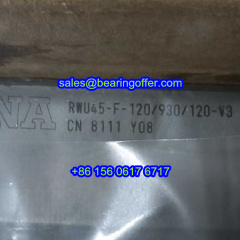 sales@bearingoffer.com
NA
RWU45-F-120/930/120-V3
CN 8111 Y08
+86 156 0617 6717